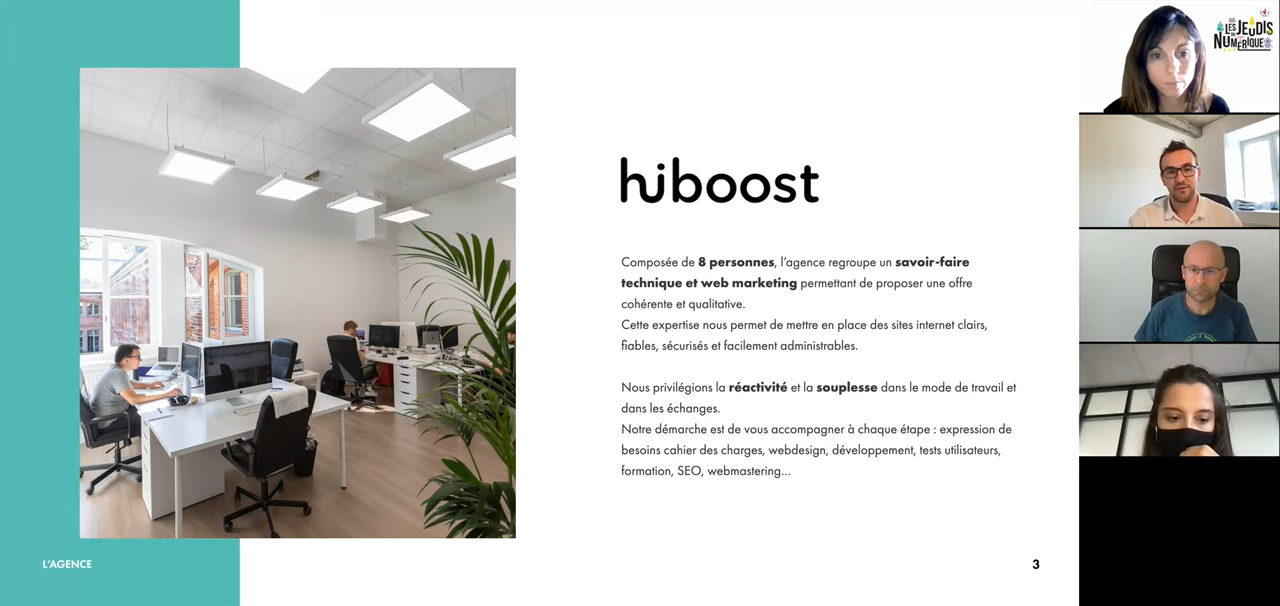 hiboost
Composée de 8 personnes, l'agence regroupe un savoir-faire
technique et web marketing permettant de proposer une offre
cohérente et qualitative.
Cette expertise nous permet de mettre en place des sites internet clairs,
fiables, sécurisés et facilement administrables.
Nous privilégions la réactivité et la souplesse dans le mode de travail et
dans les échanges.
Notre démarche est de vous accompagner à chaque étape : expression de
besoins cahier des charges, webdesign, développement, tests utilisateurs,
formation, SEO, webmastering...
L'AGENCE
3
LES JEUDIS
NUMÉRIQUE